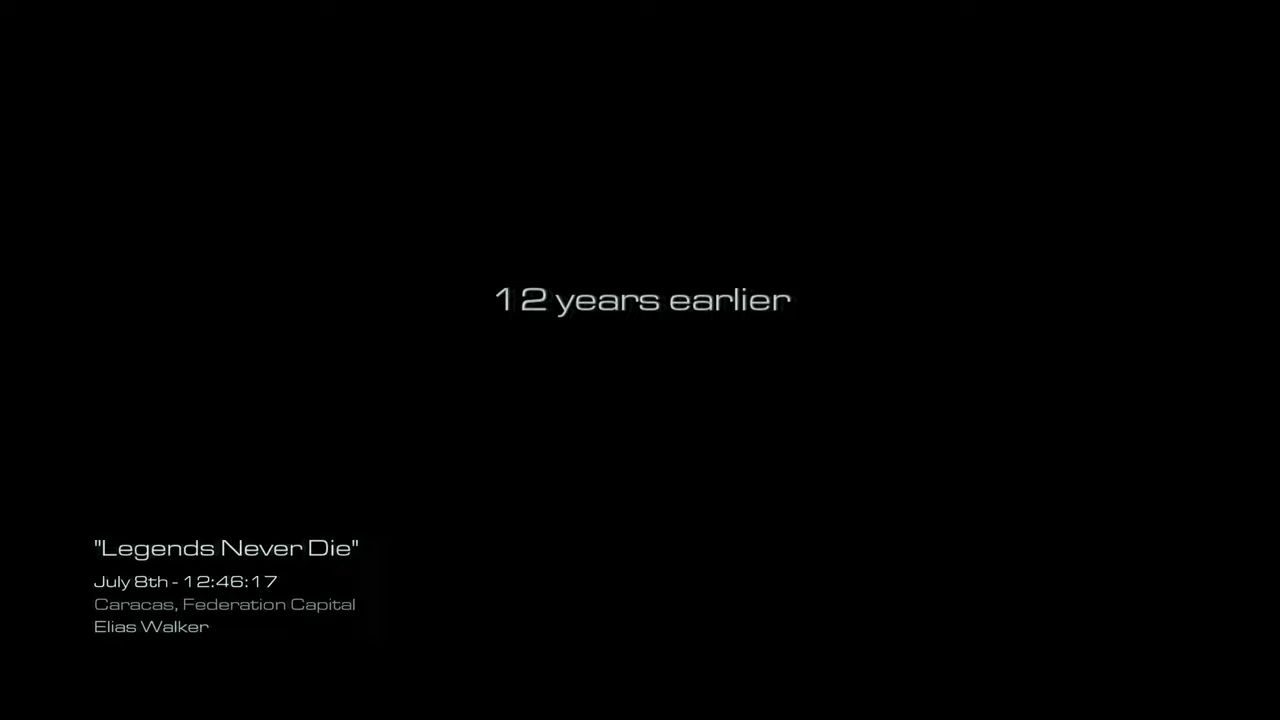 12 years earlier
"Legends Never Die"
July 8th - 12:46:17
Caracas, Federation Capital
Elias Walker